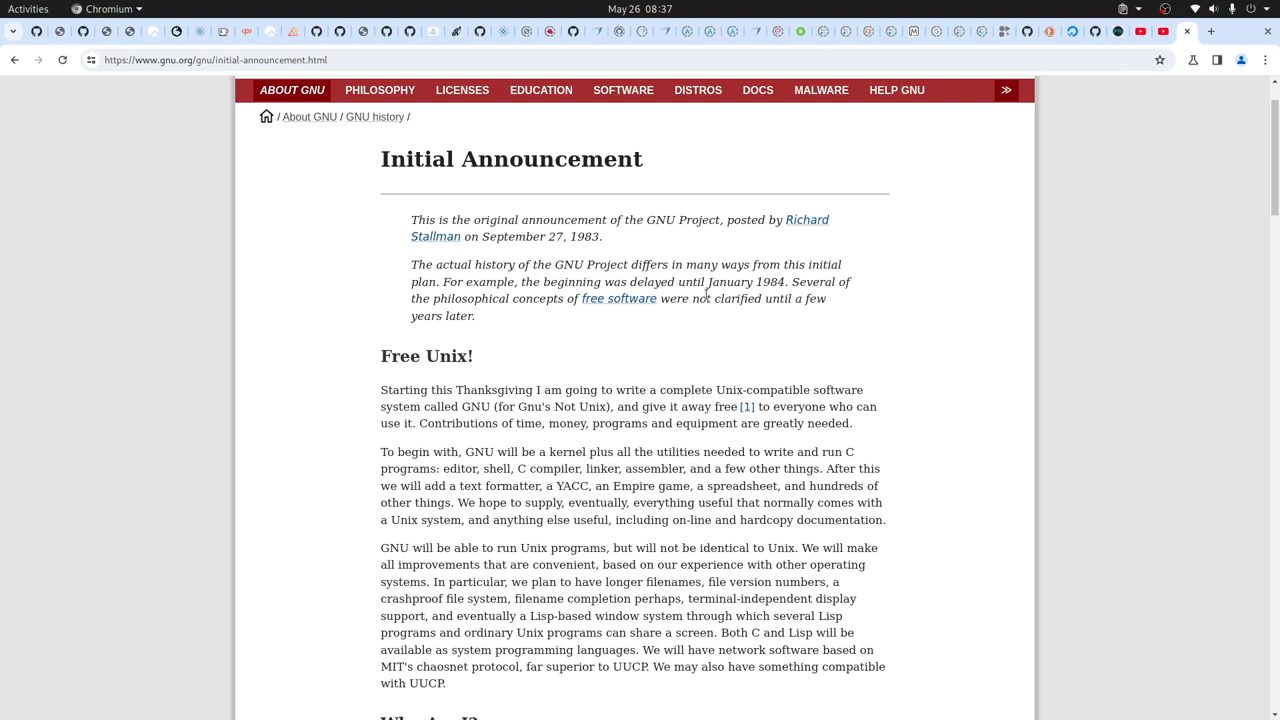 Activities
Chromium
May 26 08:37
https://www.gnu.org/gnu/initial-announcement.html
ABOUT GNU PHILOSOPHY LICENSES EDUCATION SOFTWARE DISTROS DOCS MALWARE HELP GNU ≫
/ About GNU / GNU history /
Initial Announcement
This is the original announcement of the GNU Project, posted by Richard
Stallman on September 27, 1983.
The actual history of the GNU Project differs in many ways from this initial
plan. For example, the beginning was delayed until January 1984. Several of
the philosophical concepts of free software were not clarified until a few
years later.
Free Unix!
Starting this Thanksgiving I am going to write a complete Unix-compatible software
system called GNU (for Gnu's Not Unix), and give it away free [1] to everyone who can
use it. Contributions of time, money, programs and equipment are greatly needed.
To begin with, GNU will be a kernel plus all the utilities needed to write and run C
programs: editor, shell, C compiler, linker, assembler, and a few other things. After this
we will add a text formatter, a YACC, an Empire game, a spreadsheet, and hundreds of
other things. We hope to supply, eventually, everything useful that normally comes with
a Unix system, and anything else useful, including on-line and hardcopy documentation.
GNU will be able to run Unix programs, but will not be identical to Unix. We will make
all improvements that are convenient, based on our experience with other operating
systems. In particular, we plan to have longer filenames, file version numbers, a
crashproof file system, filename completion perhaps, terminal-independent display
support, and eventually a Lisp-based window system through which several Lisp
programs and ordinary Unix programs can share a screen. Both C and Lisp will be
available as system programming languages. We will have network software based on
MIT's chaosnet protocol, far superior to UUCP. We may also have something compatible
with UUCP.
Who Am I?